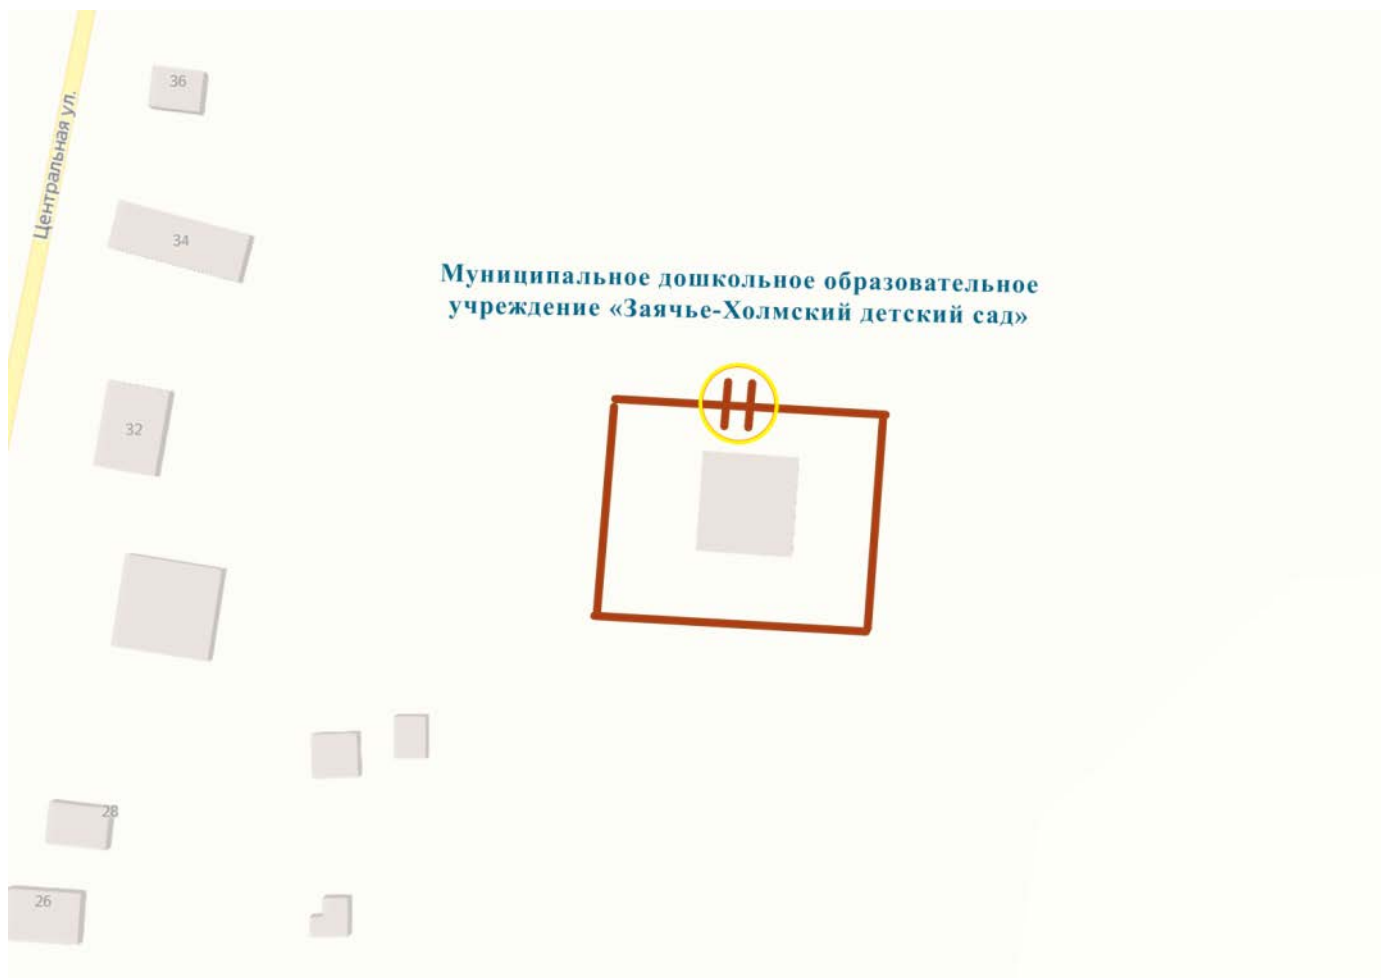 36
Центральная ул.
34
Муниципальное дошкольное образовательное
учреждение «Заячье-Холмский детский сад»
32
28
26